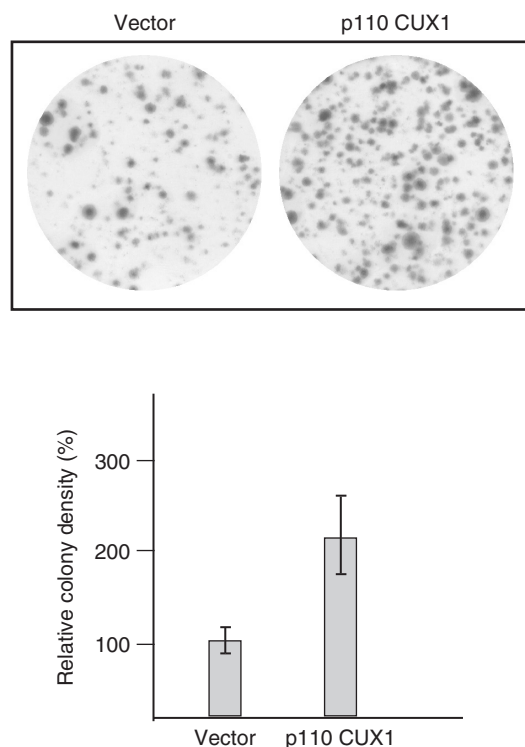 Vector
p110 CUX1
Relative colony density (%)
300
200
100
Vector
p110 CUX1